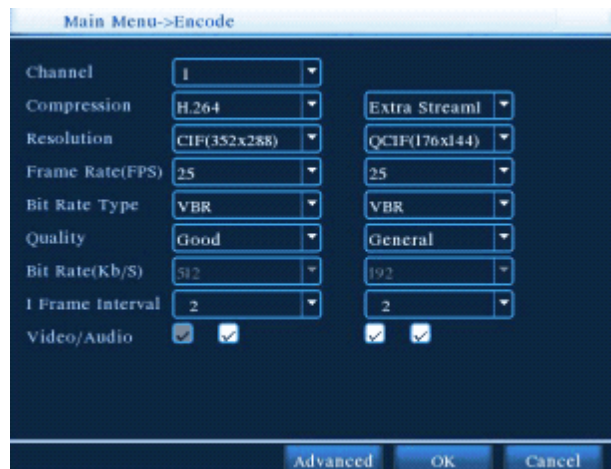 Main Menu->Encode
Channel 1
Compression H.264 Extra Stream1
Resolution CIF(352x288) QCIF(176x144)
Frame Rate(FPS) 25 25
Bit Rate Type VBR VBR
Quality Good General
Bit Rate(Kb/S) 512 192
I Frame Interval 2 2
Video/Audio
Advanced OK Cancel